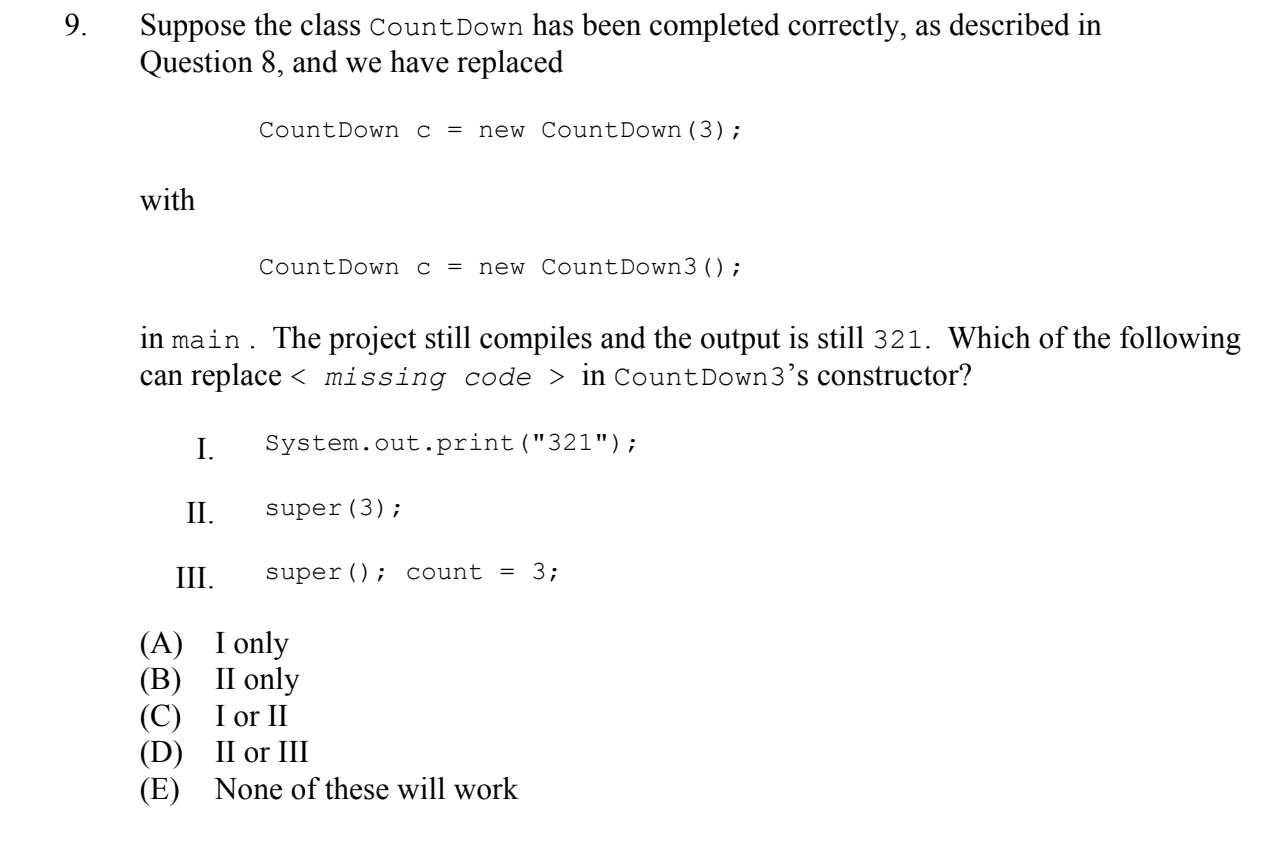 9. Suppose the class CountDown has been completed correctly, as described in
Question 8, and we have replaced
CountDown c = new CountDown(3);
with
CountDown c = new CountDown3();
in main . The project still compiles and the output is still 321. Which of the following
can replace < missing code > in CountDown3's constructor?
I. System.out.print("321");
II. super(3);
III. super(); count = 3;
(A) I only
(B) II only
(C) I or II
(D) II or III
(E) None of these will work